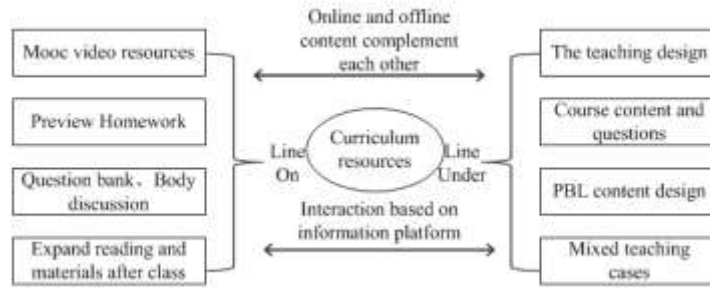 Mooc video resources
Preview Homework
Question bank、Body
discussion
Expand reading and
materials after class
Online and offline
content complement
each other
Line
On
Curriculum
resources
Line
Under
Interaction based on
information platform
The teaching design
Course content and
questions
PBL content design
Mixed teaching
cases